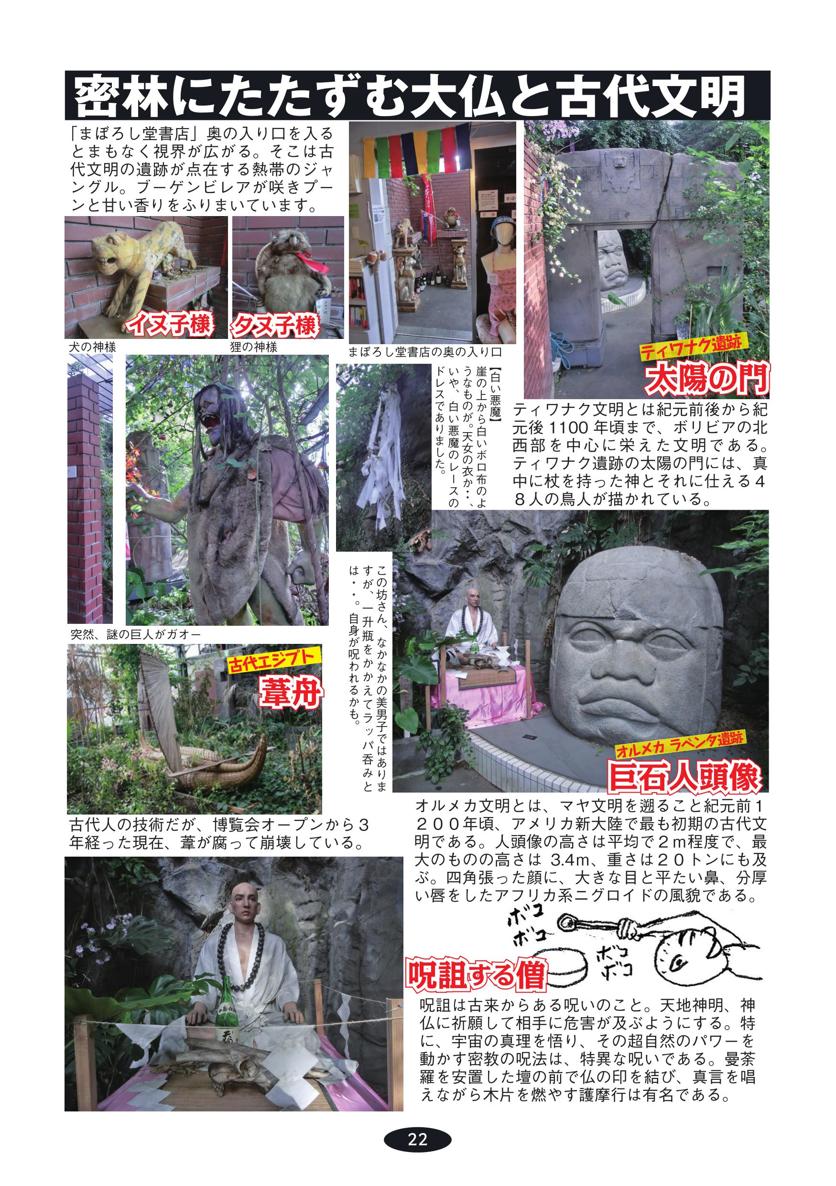 密林にたたずむ大仏と古代文明
「まぼろし堂書店」奥の入り口を入る
とまもなく視界が広がる。そこは古
代文明の遺跡が点在する熱帯のジャ
ングル。ブーゲンビレアが咲きプー
ンと甘い香りをふりまいています。
イヌ子様
犬の神様
タヌ子様
狸の神様
まぼろし堂書店の奥の入り口
ティワナク遺跡
太陽の門
ティワナク文明とは紀元前後から紀
元後1100年頃まで、ボリビアの北
西部を中心に栄えた文明である。
ティワナク遺跡の太陽の門には、真
中に杖を持った神とそれに仕える４
８人の鳥人が描かれている。
【白い悪魔】
崖の上から白いボロ布のよ
うなものが。天女の衣か・・、
いや、白い悪魔のレースの
ドレスでありました。
突然、謎の巨人がガオー
この坊さん、なかなかの美男子ではありま
すが、一升瓶をかかえてラッパ呑みと
は・・。自身が呪われるかも。
古代エジプト
葦舟
古代人の技術だが、博覧会オープンから３
年経った現在、葦が腐って崩壊している。
オルメカ ラベンタ遺跡
巨石人頭像
オルメカ文明とは、マヤ文明を遡ること紀元前１
２００年頃、アメリカ新大陸で最も初期の古代文
明である。人頭像の高さは平均で２ｍ程度で、最
大のものの高さは 3.4m、重さは２０トンにも及
ぶ。四角張った顔に、大きな目と平たい鼻、分厚
い唇をしたアフリカ系ニグロイドの風貌である。
ボコ
ボコ
ボコ
ボコ
呪詛する僧
呪詛は古来からある呪いのこと。天地神明、神
仏に祈願して相手に危害が及ぶようにする。特
に、宇宙の真理を悟り、その超自然のパワーを
動かす密教の呪法は、特異な呪いである。曼荼
羅を安置した壇の前で仏の印を結び、真言を唱
えながら木片を燃やす護摩行は有名である。
22